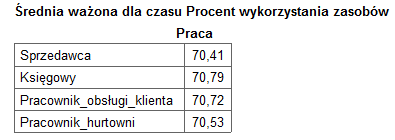 Średnia ważona dla czasu Procent wykorzystania zasobów
Praca
Sprzedawca 70,41
Księgowy 70,79
Pracownik_obsługi_klienta 70,72
Pracownik_hurtowni 70,53